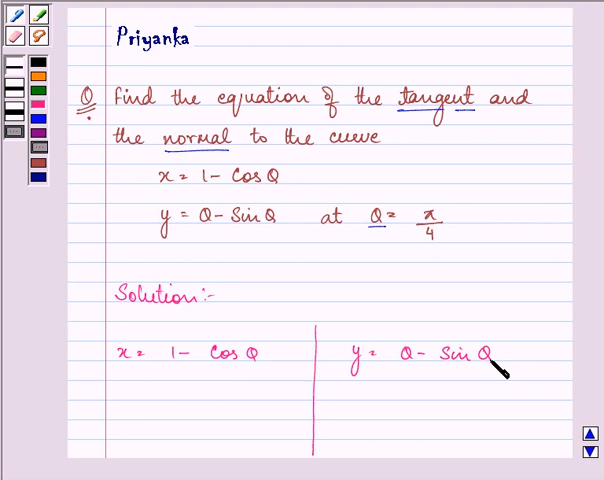 Priyanka
Q Find the equation of the tangent and
the normal to the curve
x = 1 - Cos Q
y = Q - Sin Q at Q = π/4
Solution :-
x = 1 - Cos Q
y = Q - Sin Q